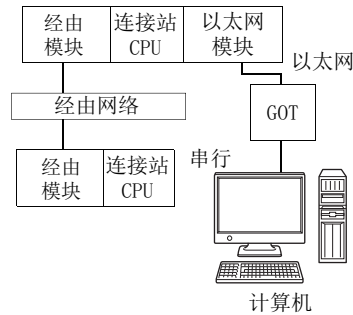 经由
模块
连接站
CPU
以太网
模块
以太网
经由网络
GOT
经由
模块
连接站
CPU
串行
计算机